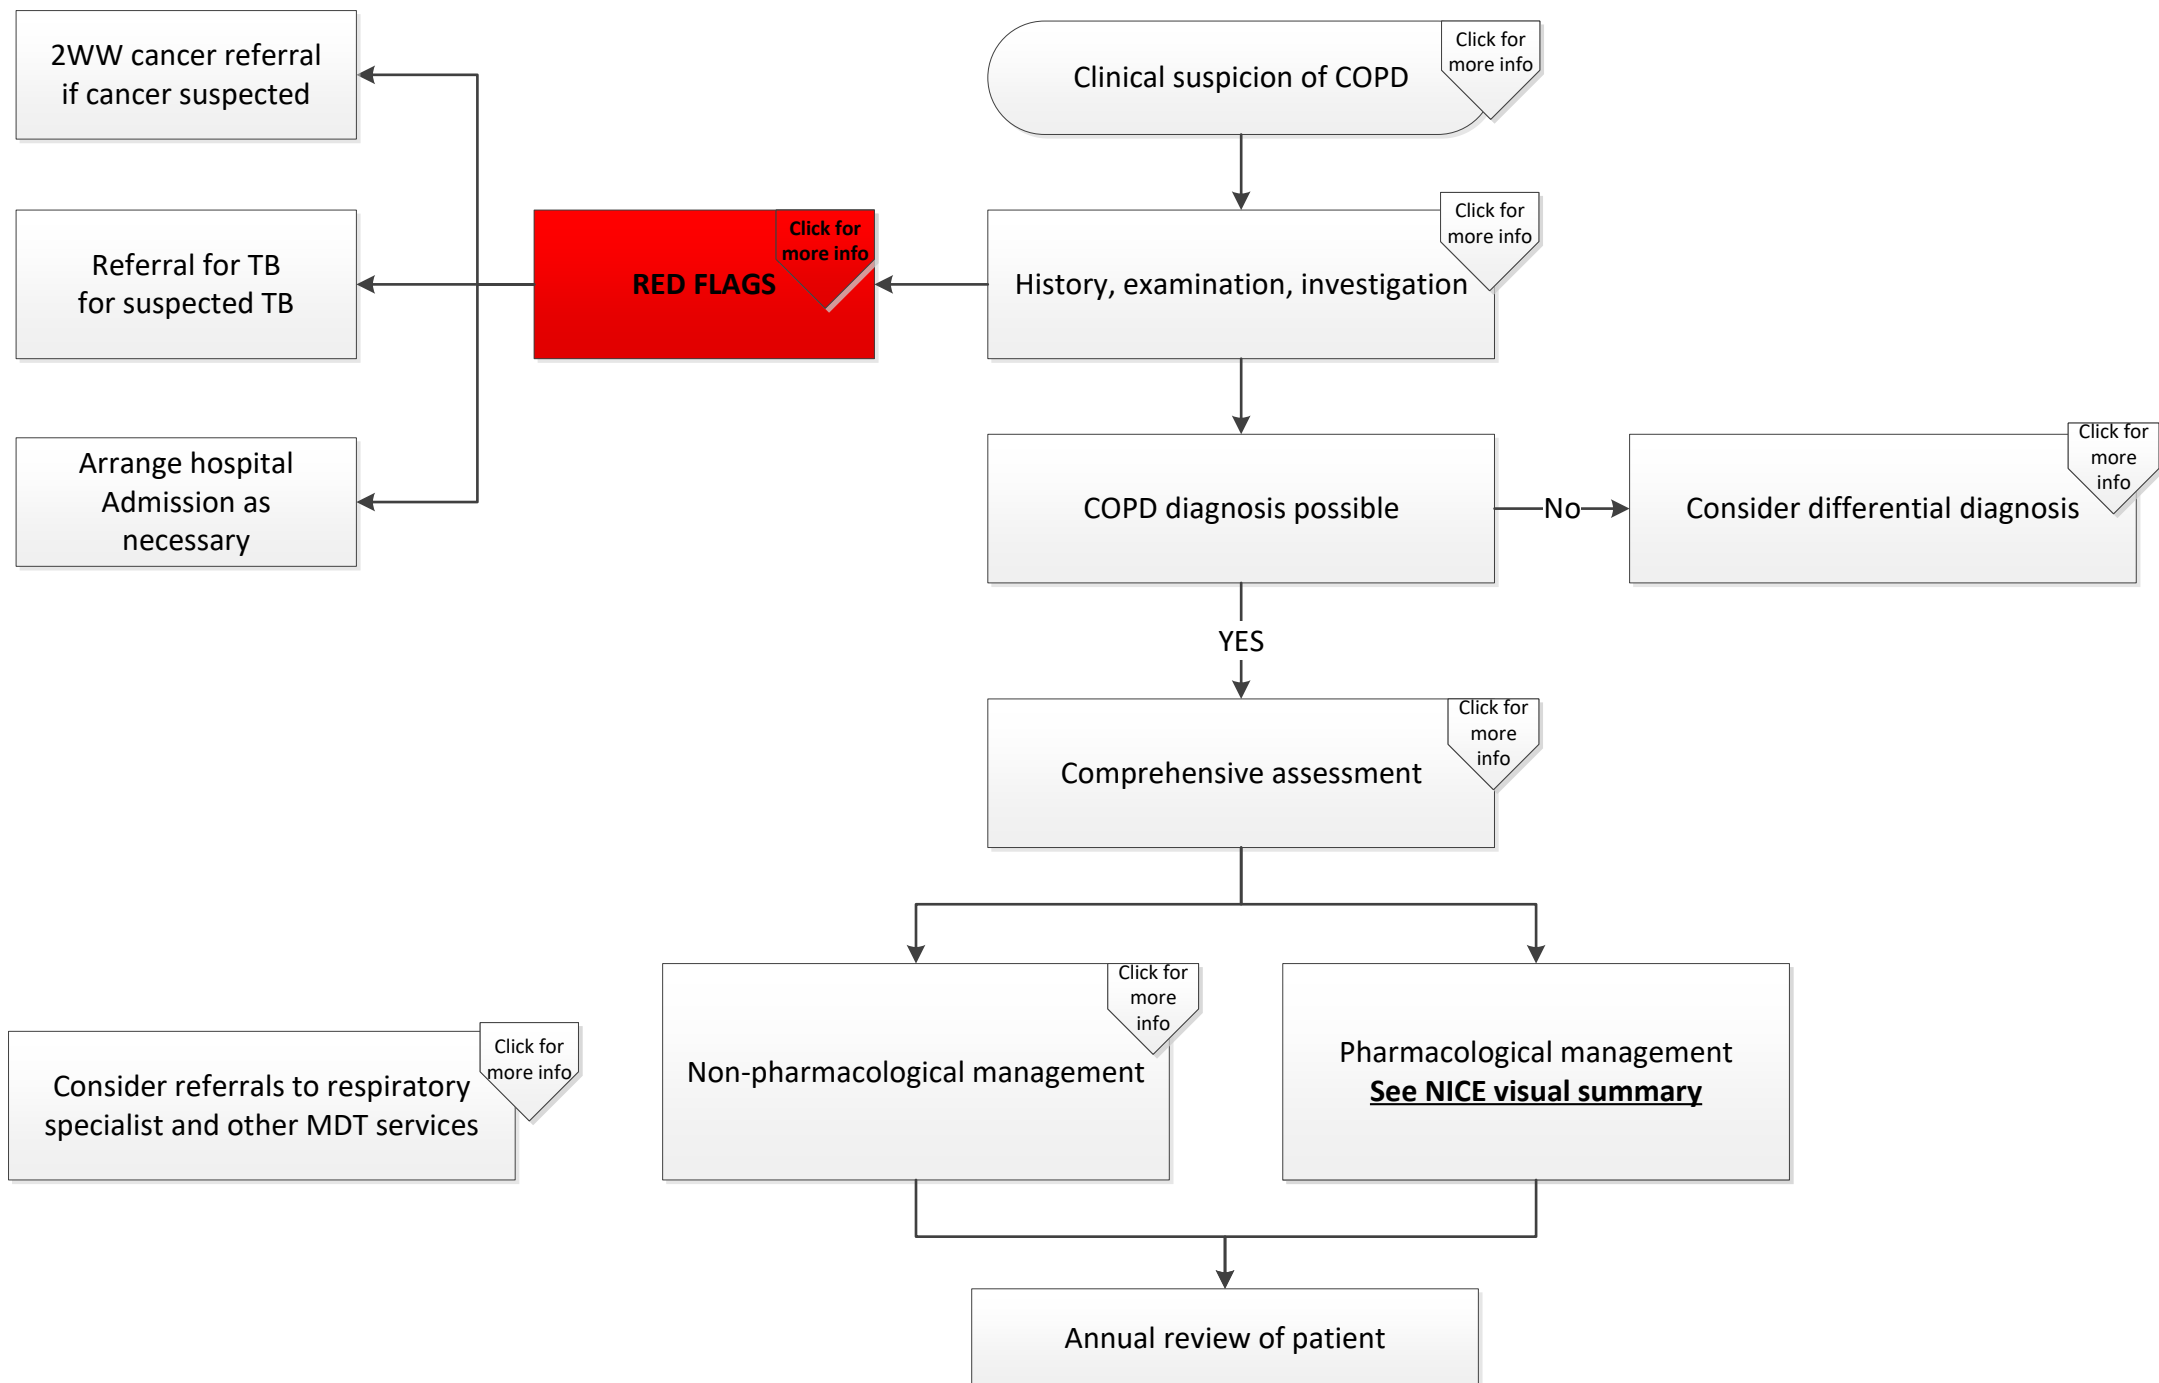 2WW cancer referral
if cancer suspected
Clinical suspicion of COPD
Click for
more info
Referral for TB
for suspected TB
RED FLAGS
Click for
more info
History, examination, investigation
Click for
more info
Arrange hospital
Admission as
necessary
COPD diagnosis possible
No
Consider differential diagnosis
Click for
more
info
YES
Comprehensive assessment
Click for
more
info
Non-pharmacological management
Click for
more
info
Pharmacological management
See NICE visual summary
Consider referrals to respiratory
specialist and other MDT services
Click for
more info
Annual review of patient